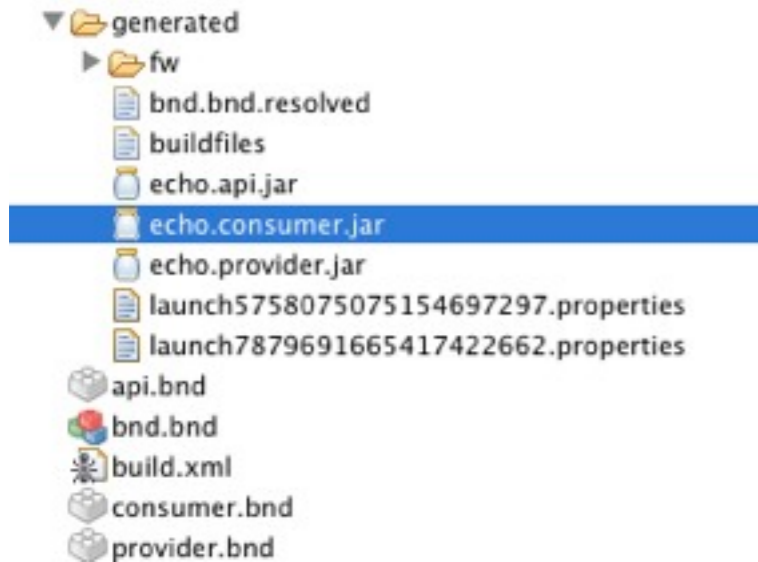 generated
fw
bnd.bnd.resolved
buildfiles
echo.api.jar
echo.consumer.jar
echo.provider.jar
launch5758075075154697297.properties
launch7879691665417422662.properties
api.bnd
bnd.bnd
build.xml
consumer.bnd
provider.bnd